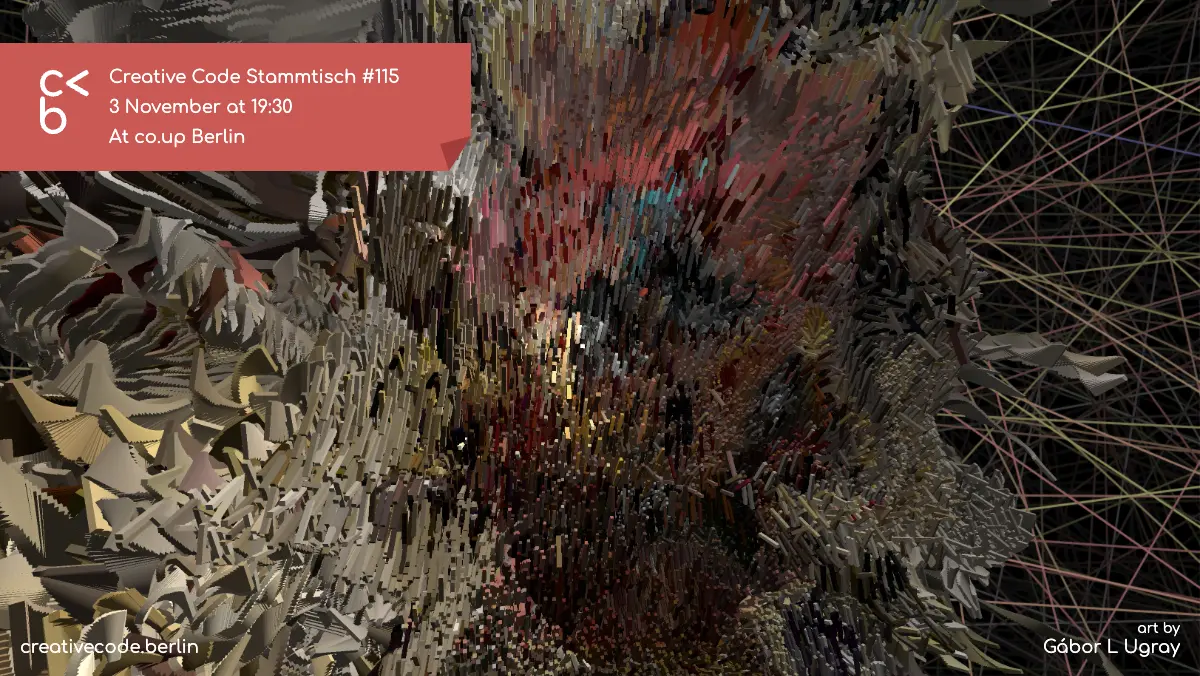 c<
b
Creative Code Stammtisch #115
3 November at 19:30
At co.up Berlin
creativecode.berlin
art by
Gábor L Ugray